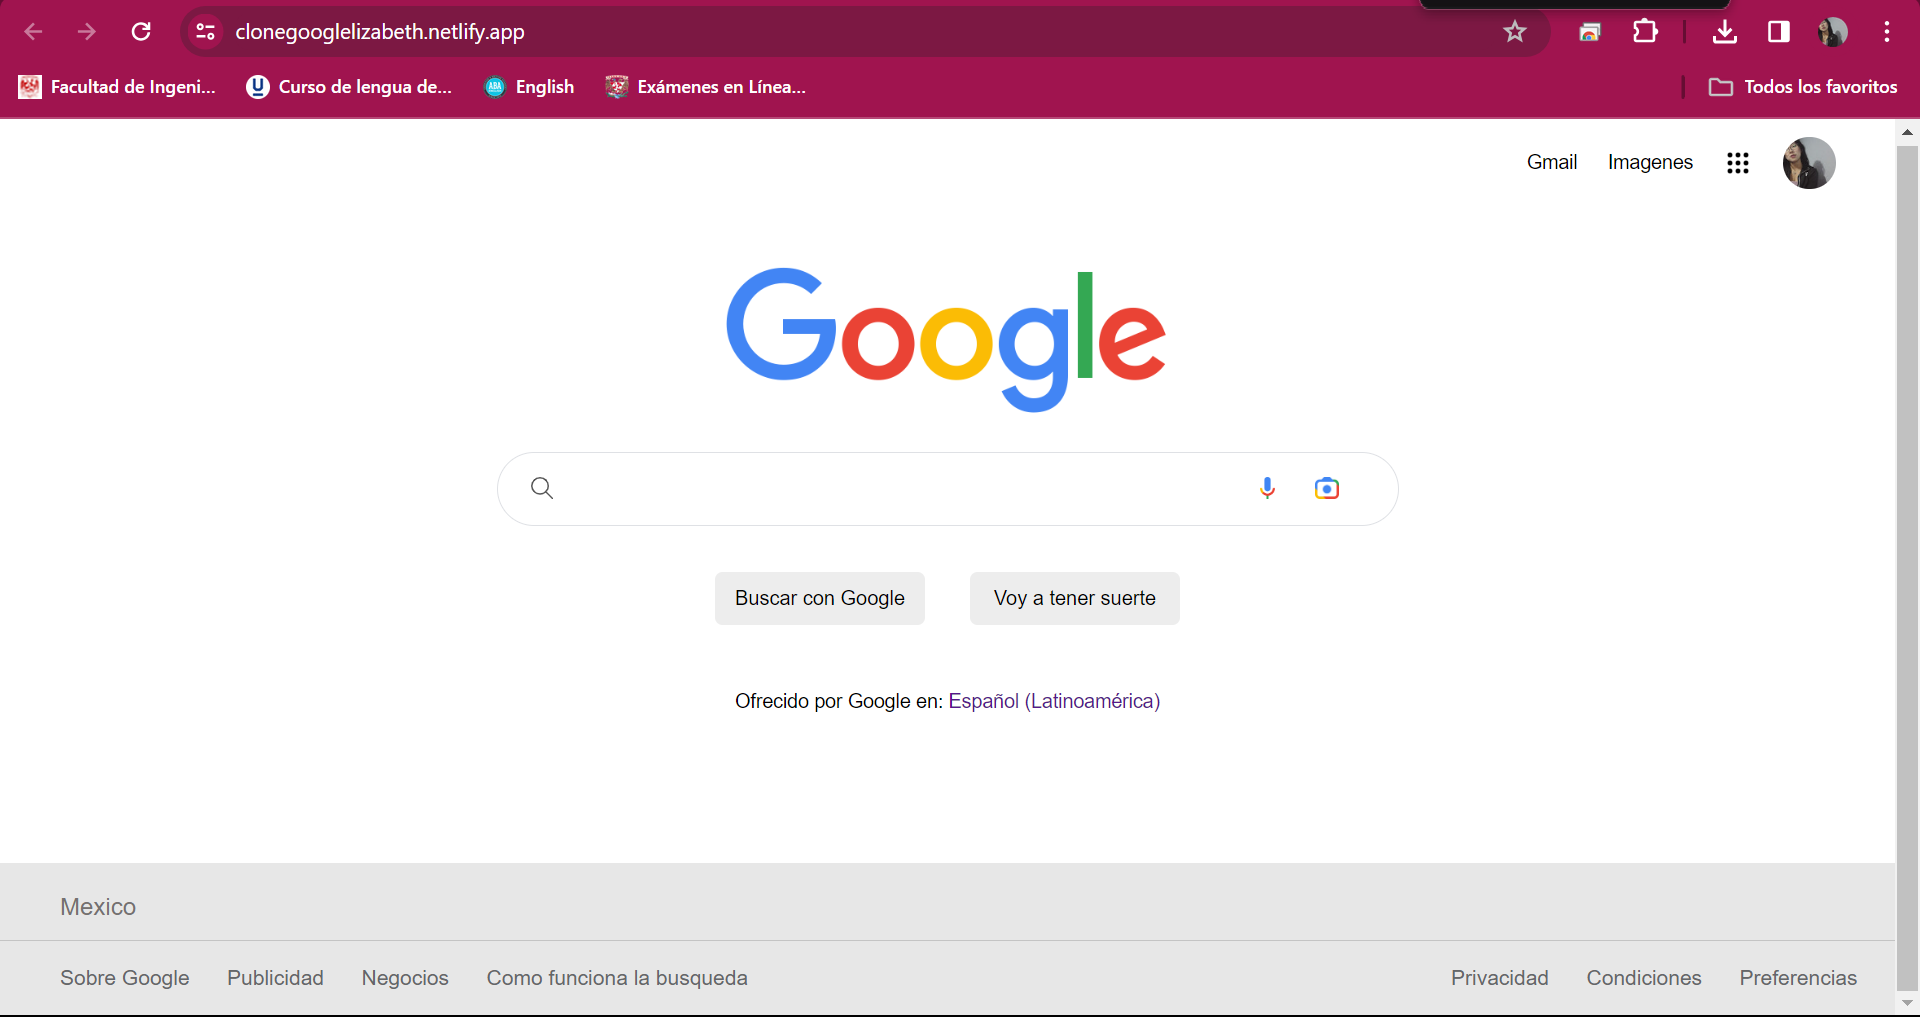 clonegooglelizabeth.netlify.app
Facultad de Ingeni... Curso de lengua de... English Exámenes en Línea... Todos los favoritos
Gmail Imagenes
Google
Buscar con Google Voy a tener suerte
Ofrecido por Google en: Español (Latinoamérica)
Mexico
Sobre Google Publicidad Negocios Como funciona la busqueda Privacidad Condiciones Preferencias